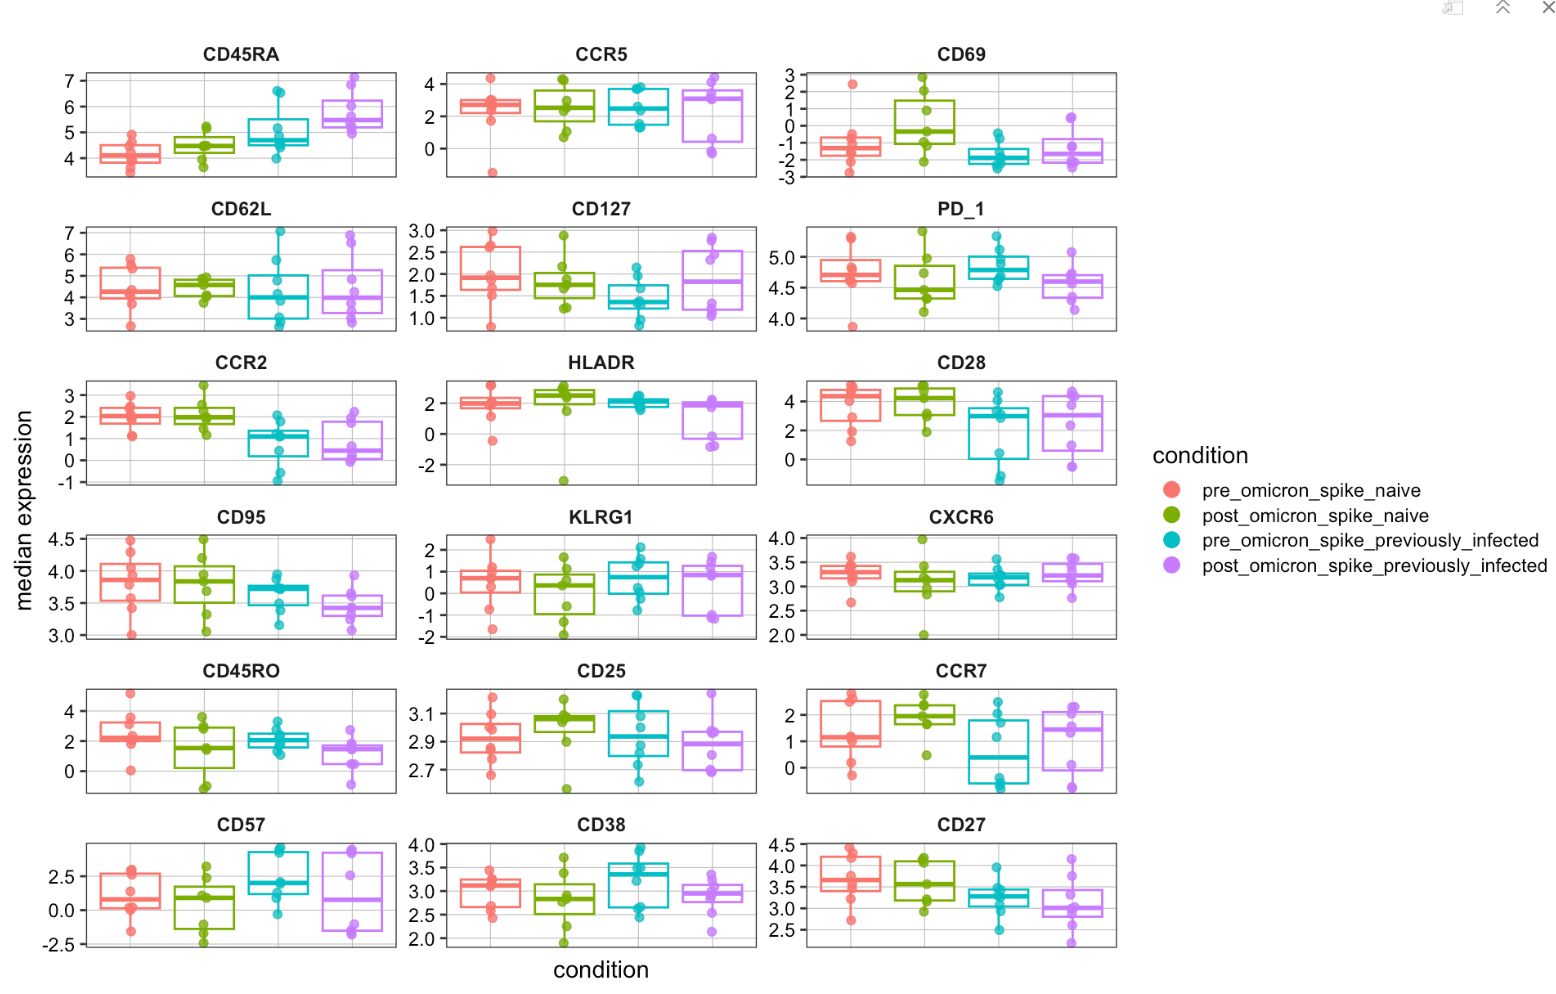 CD45RA
CCR5
CD69
7
6
5
4
4
2
0
3
2
1
0
-1
-2
-3
CD62L
CD127
PD_1
7
6
5
4
3
3.0
2.5
2.0
1.5
1.0
5.0
4.5
4.0
CCR2
HLADR
CD28
3
2
1
0
-1
2
0
-2
4
2
0
CD95
KLRG1
CXCR6
4.5
4.0
3.5
3.0
2
1
0
-1
-2
4.0
3.5
3.0
2.5
2.0
CD45RO
CD25
CCR7
4
2
0
3.1
2.9
2.7
2
1
0
CD57
CD38
CD27
2.5
0.0
-2.5
4.0
3.5
3.0
2.5
2.0
4.5
4.0
3.5
3.0
2.5
median expression
condition
condition
pre_omicron_spike_naive
post_omicron_spike_naive
pre_omicron_spike_previously_infected
post_omicron_spike_previously_infected